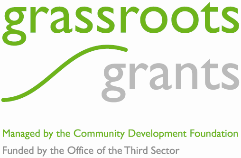 grassroots
grants
Managed by the Community Development Foundation
Funded by the Office of the Third Sector